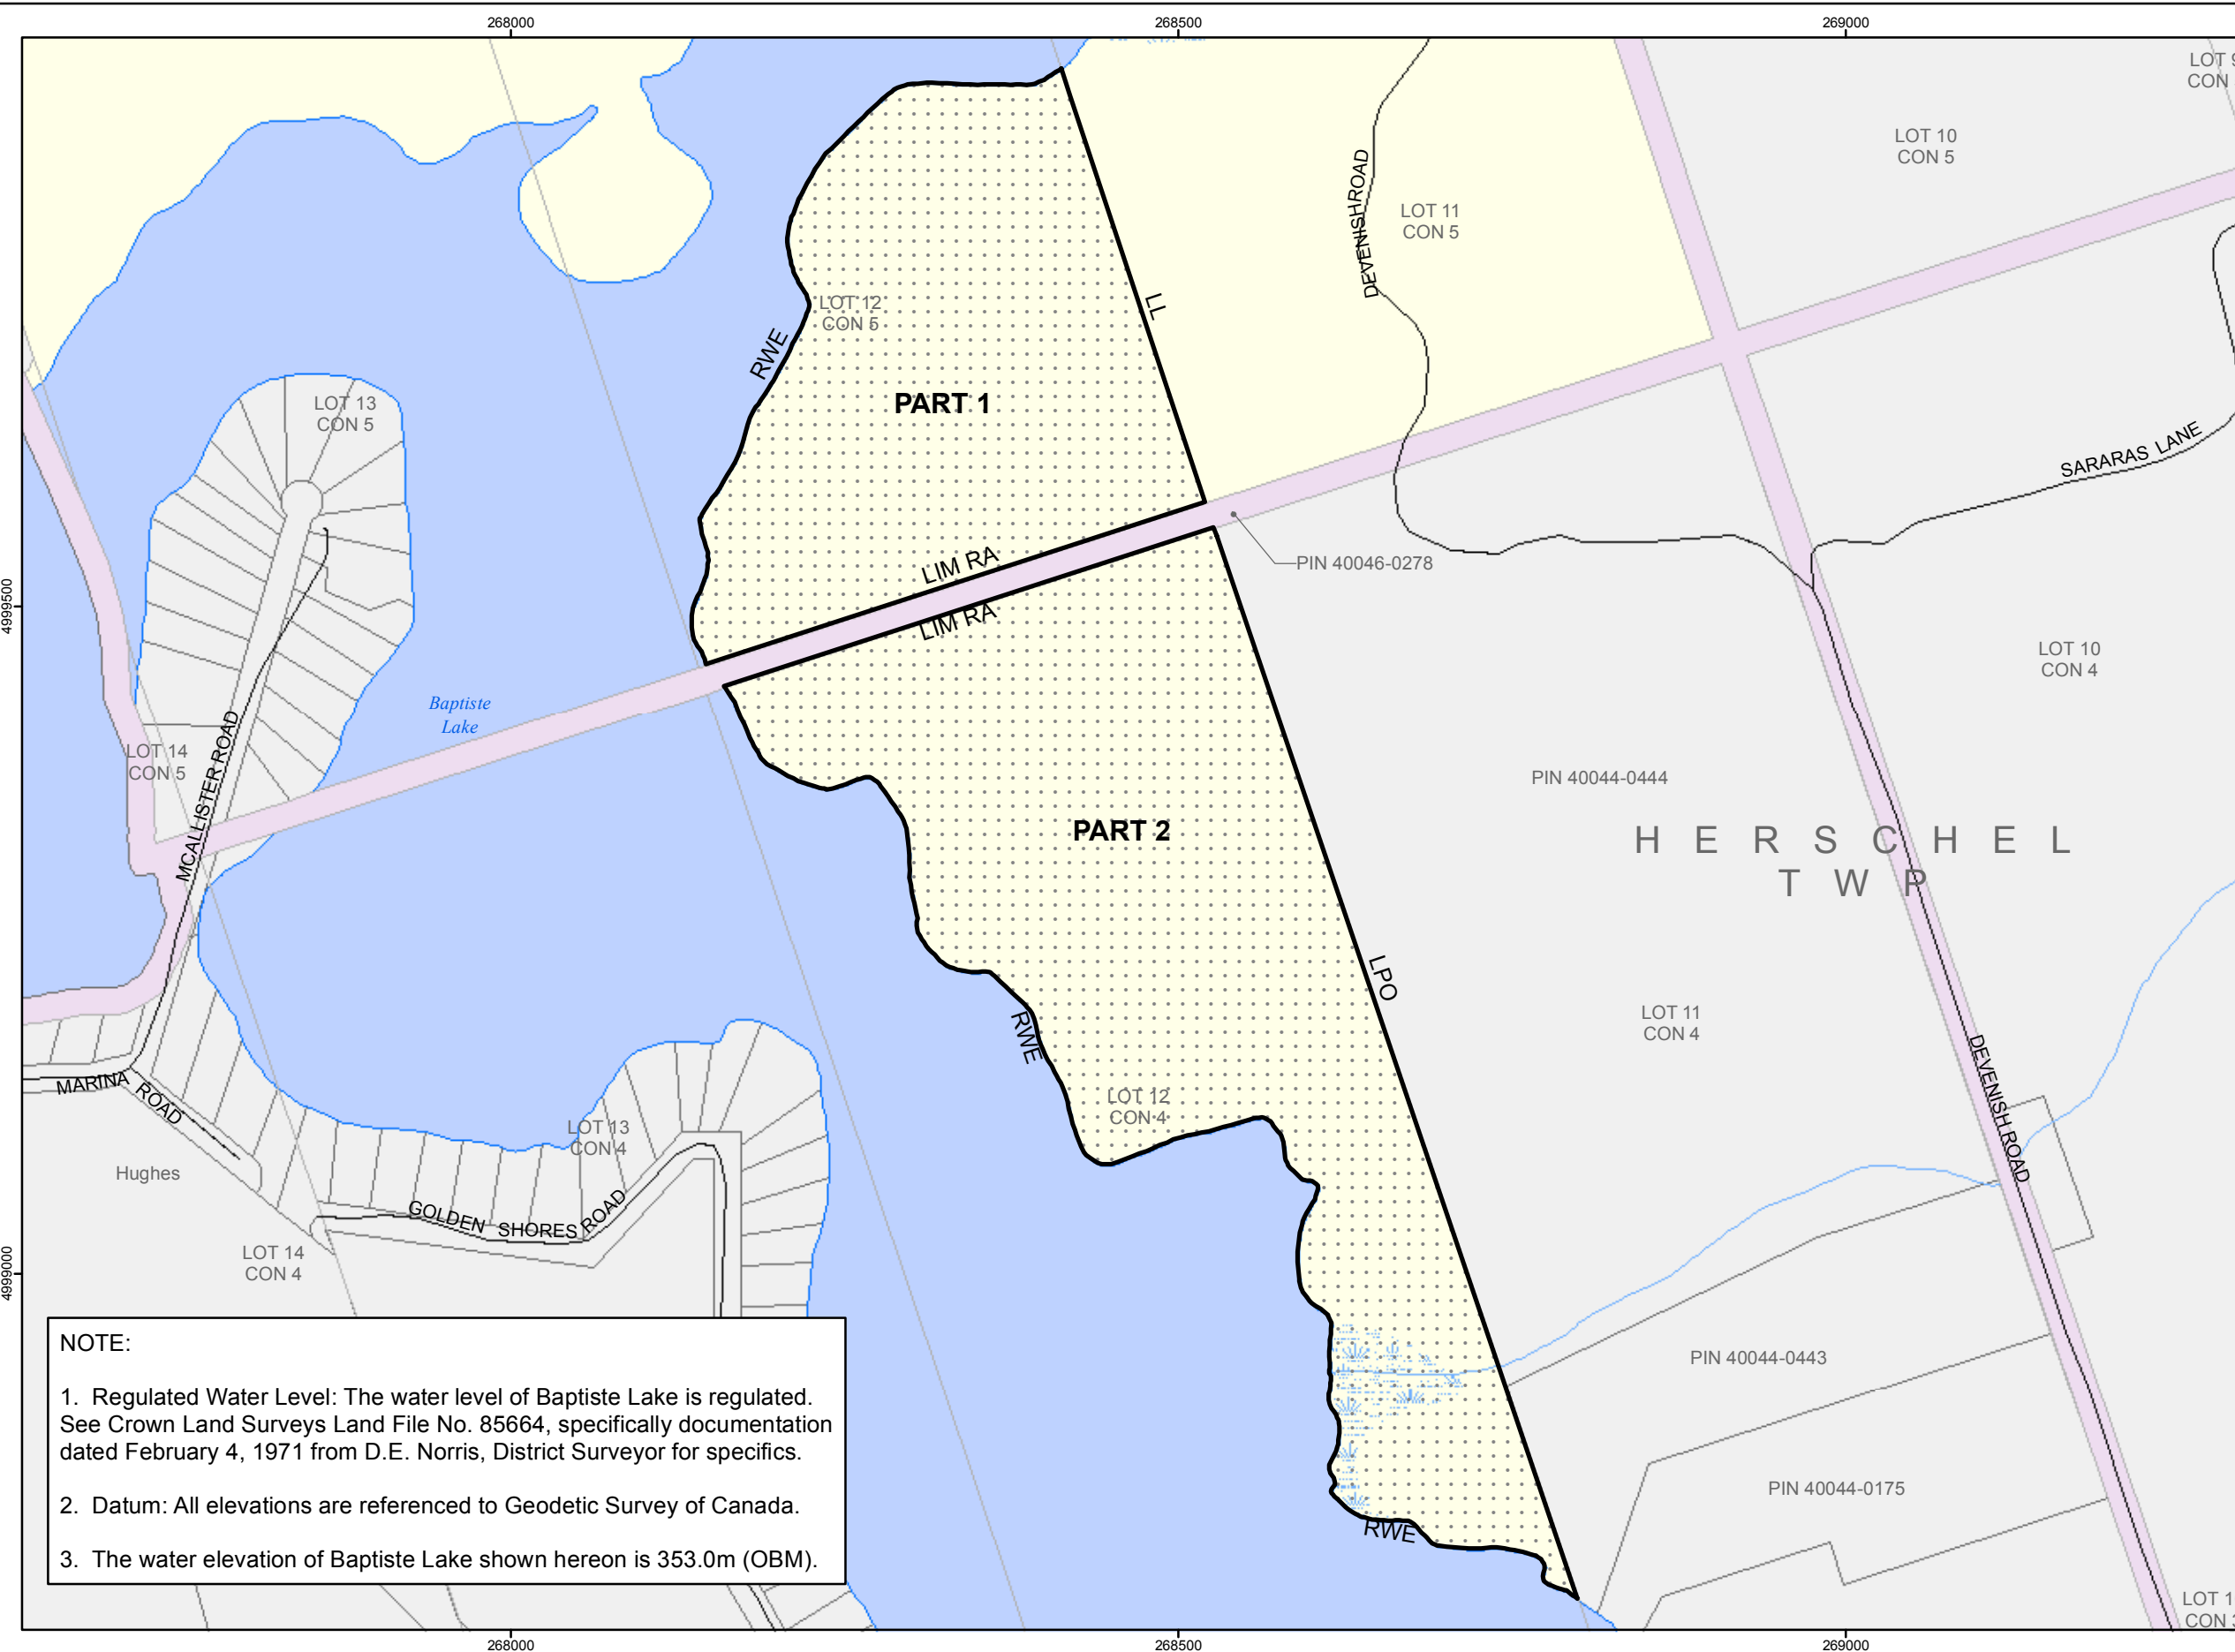 268000
268500
269000
LOT 9
CON
LOT 10
CON 5
DEVENISH ROAD
LOT 11
CON 5
LOT 12
CON 5
LL
RWE
PART 1
LOT 13
CON 5
SARARAS LANE
LIM RA
PIN 40046-0278
4999500
LIM RA
LOT 10
CON 4
Baptiste
Lake
LOT 14
CON 5
MCALLISTER ROAD
PIN 40044-0444
PART 2
HERSCHEL
TWP
LPO
RWE
LOT 11
CON 4
DEVENISH ROAD
MARINA ROAD
LOT 12
CON 4
LOT 13
CON 4
Hughes
GOLDEN SHORES ROAD
LOT 14
CON 4
4999000
PIN 40044-0443
PIN 40044-0175
RWE
NOTE:
1. Regulated Water Level: The water level of Baptiste Lake is regulated.
See Crown Land Surveys Land File No. 85664, specifically documentation
dated February 4, 1971 from D.E. Norris, District Surveyor for specifics.
2. Datum: All elevations are referenced to Geodetic Survey of Canada.
3. The water elevation of Baptiste Lake shown hereon is 353.0m (OBM).
LOT 1
CON
268000
268500
269000